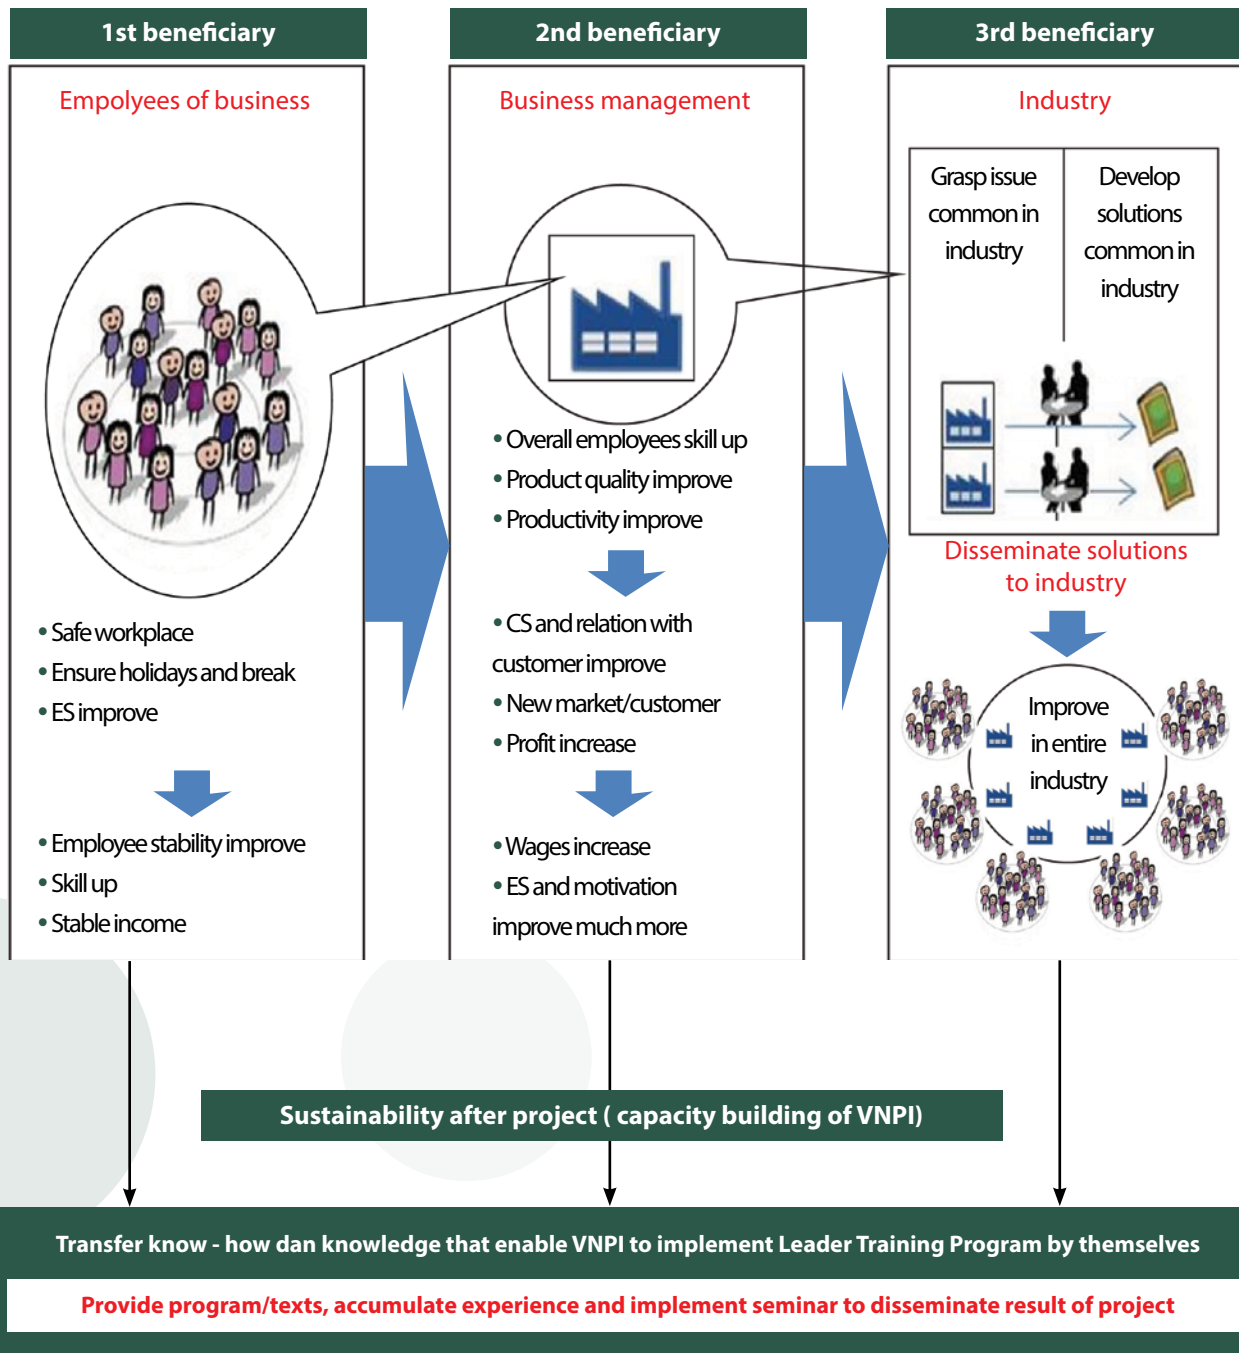 1st beneficiary
Empolyees of business
• Safe workplace
• Ensure holidays and break
• ES improve
• Employee stability improve
• Skill up
• Stable income
2nd beneficiary
Business management
• Overall employees skill up
• Product quality improve
• Productivity improve
• CS and relation with
customer improve
• New market/customer
• Profit increase
• Wages increase
• ES and motivation
improve much more
3rd beneficiary
Industry
Grasp issue
common in
industry
Develop
solutions
common in
industry
Disseminate solutions
to industry
Improve
in entire
industry
Sustainability after project ( capacity building of VNPI)
Transfer know - how dan knowledge that enable VNPI to implement Leader Training Program by themselves
Provide program/texts, accumulate experience and implement seminar to disseminate result of project